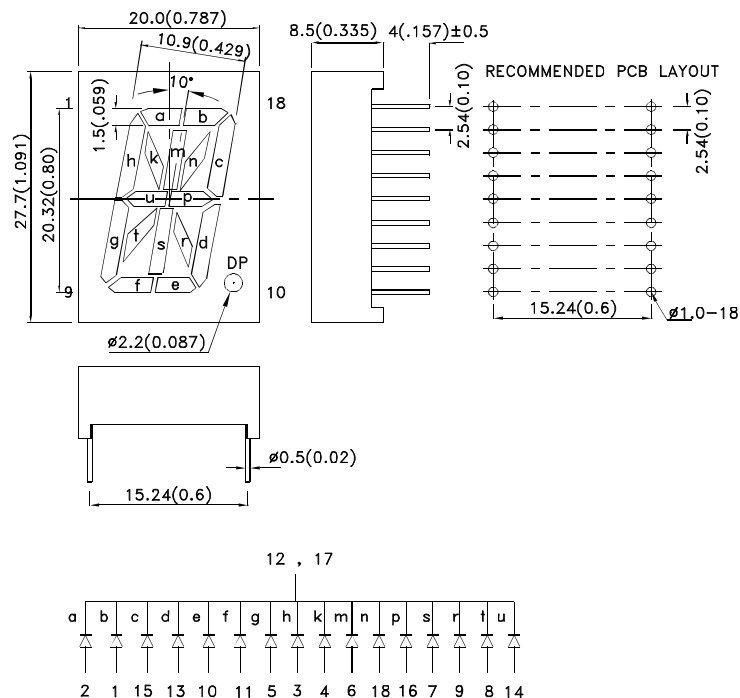 20.0(0.787)
10.9(0.429)
10°
1.5(.059)
27.7(1.091)
20.32(0.80)
1
18
a b
h k m n c
u p
g t s r d
f e
DP
9
10
ø2.2(0.087)
8.5(0.335) 4(.157)±0.5
2.54(0.10)
RECOMMENDED PCB LAYOUT
2.54(0.10)
15.24(0.6)
ø1.0-18
ø0.5(0.02)
15.24(0.6)
12 , 17
a b c d e f g h k m n p s r t u
2 1 15 13 10 11 5 3 4 6 18 16 7 9 8 14